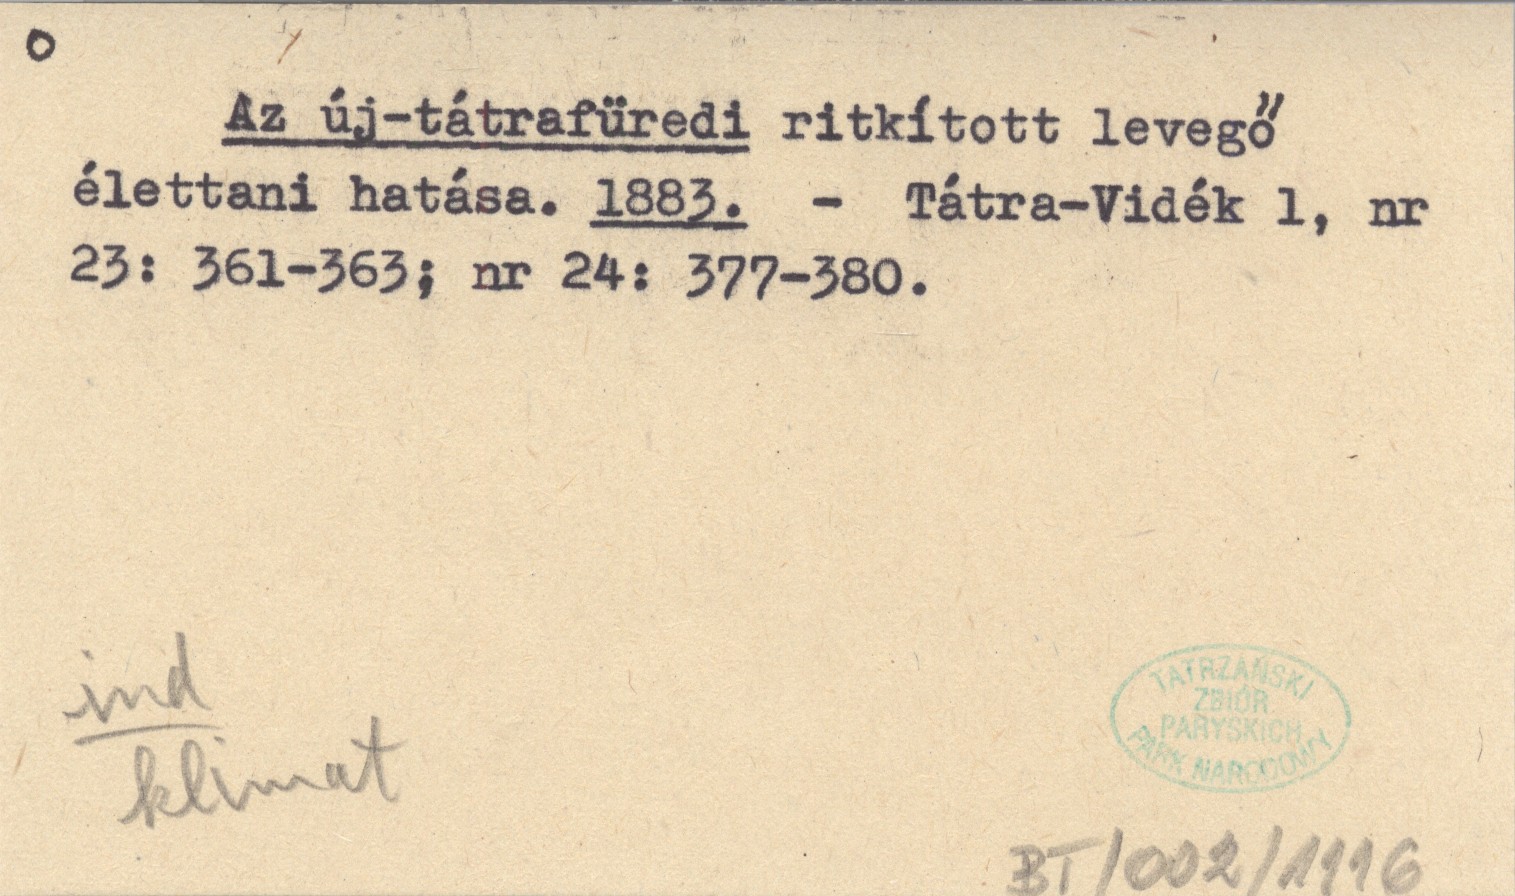 o
Az új-tátrafüredi ritkított levegő
élettani hatása. 1883. - Tátra-Vidék 1, nr
23: 361-363; nr 24: 377-380.
ind
klimat
TATRZAŃSKI
ZBIÓR
PARYSKICH
PARK NARODOWY
BT/002/1116